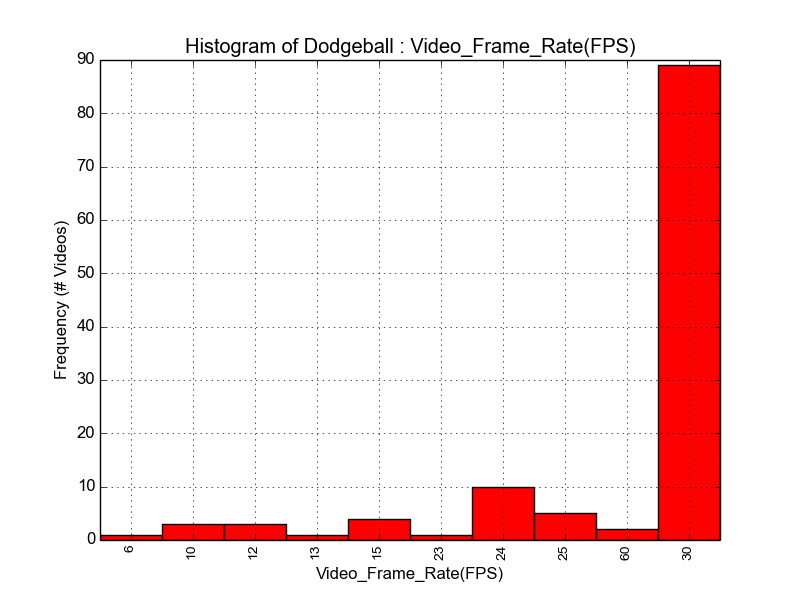 Histogram of Dodgeball : Video_Frame_Rate(FPS)
90
80
70
60
50
40
30
20
10
0
Frequency (# Videos)
6 10 12 13 15 23 24 25 60 30
Video_Frame_Rate(FPS)